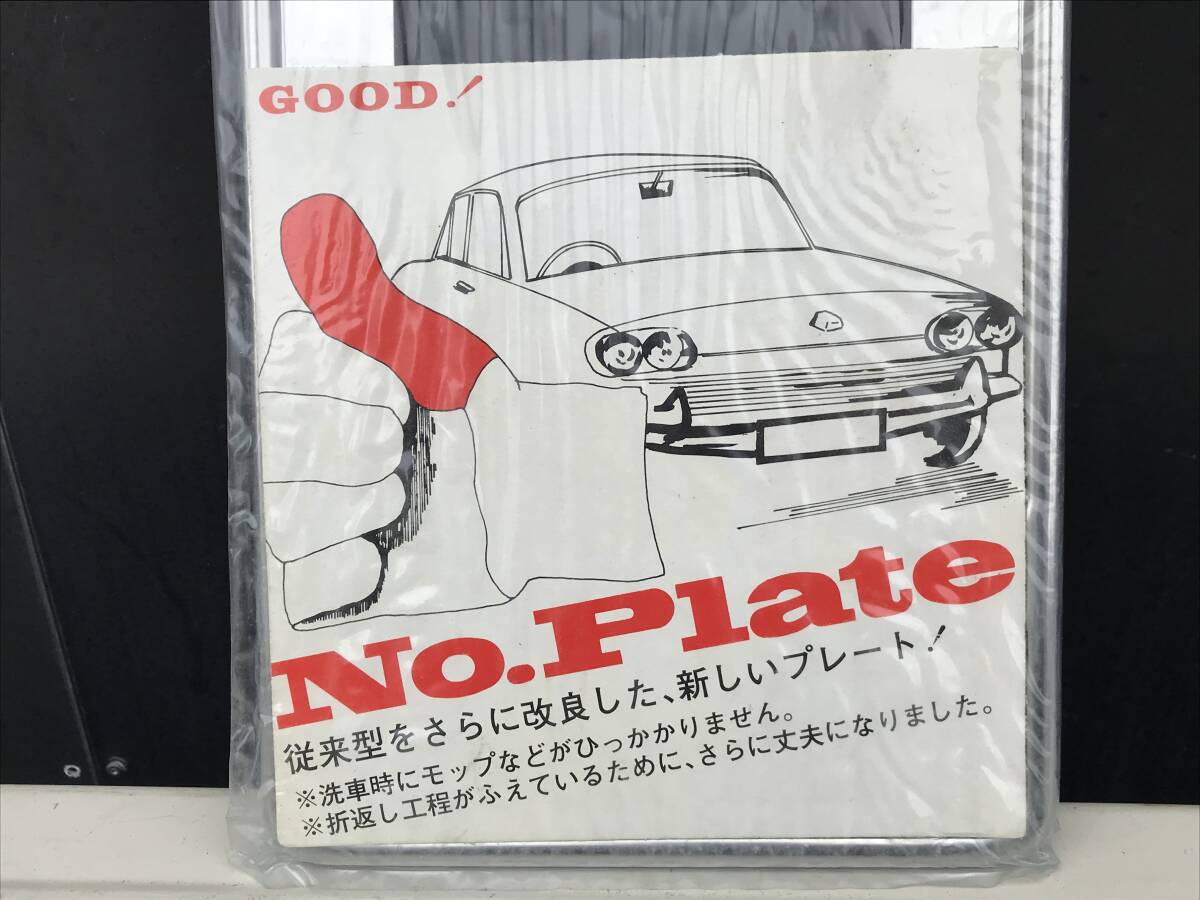 GOOD!
No.Plate
従来型をさらに改良した、新しいプレート!
※洗車時にモップなどがひっかかりません。
※折返し工程がふえているために、さらに丈夫になりました。